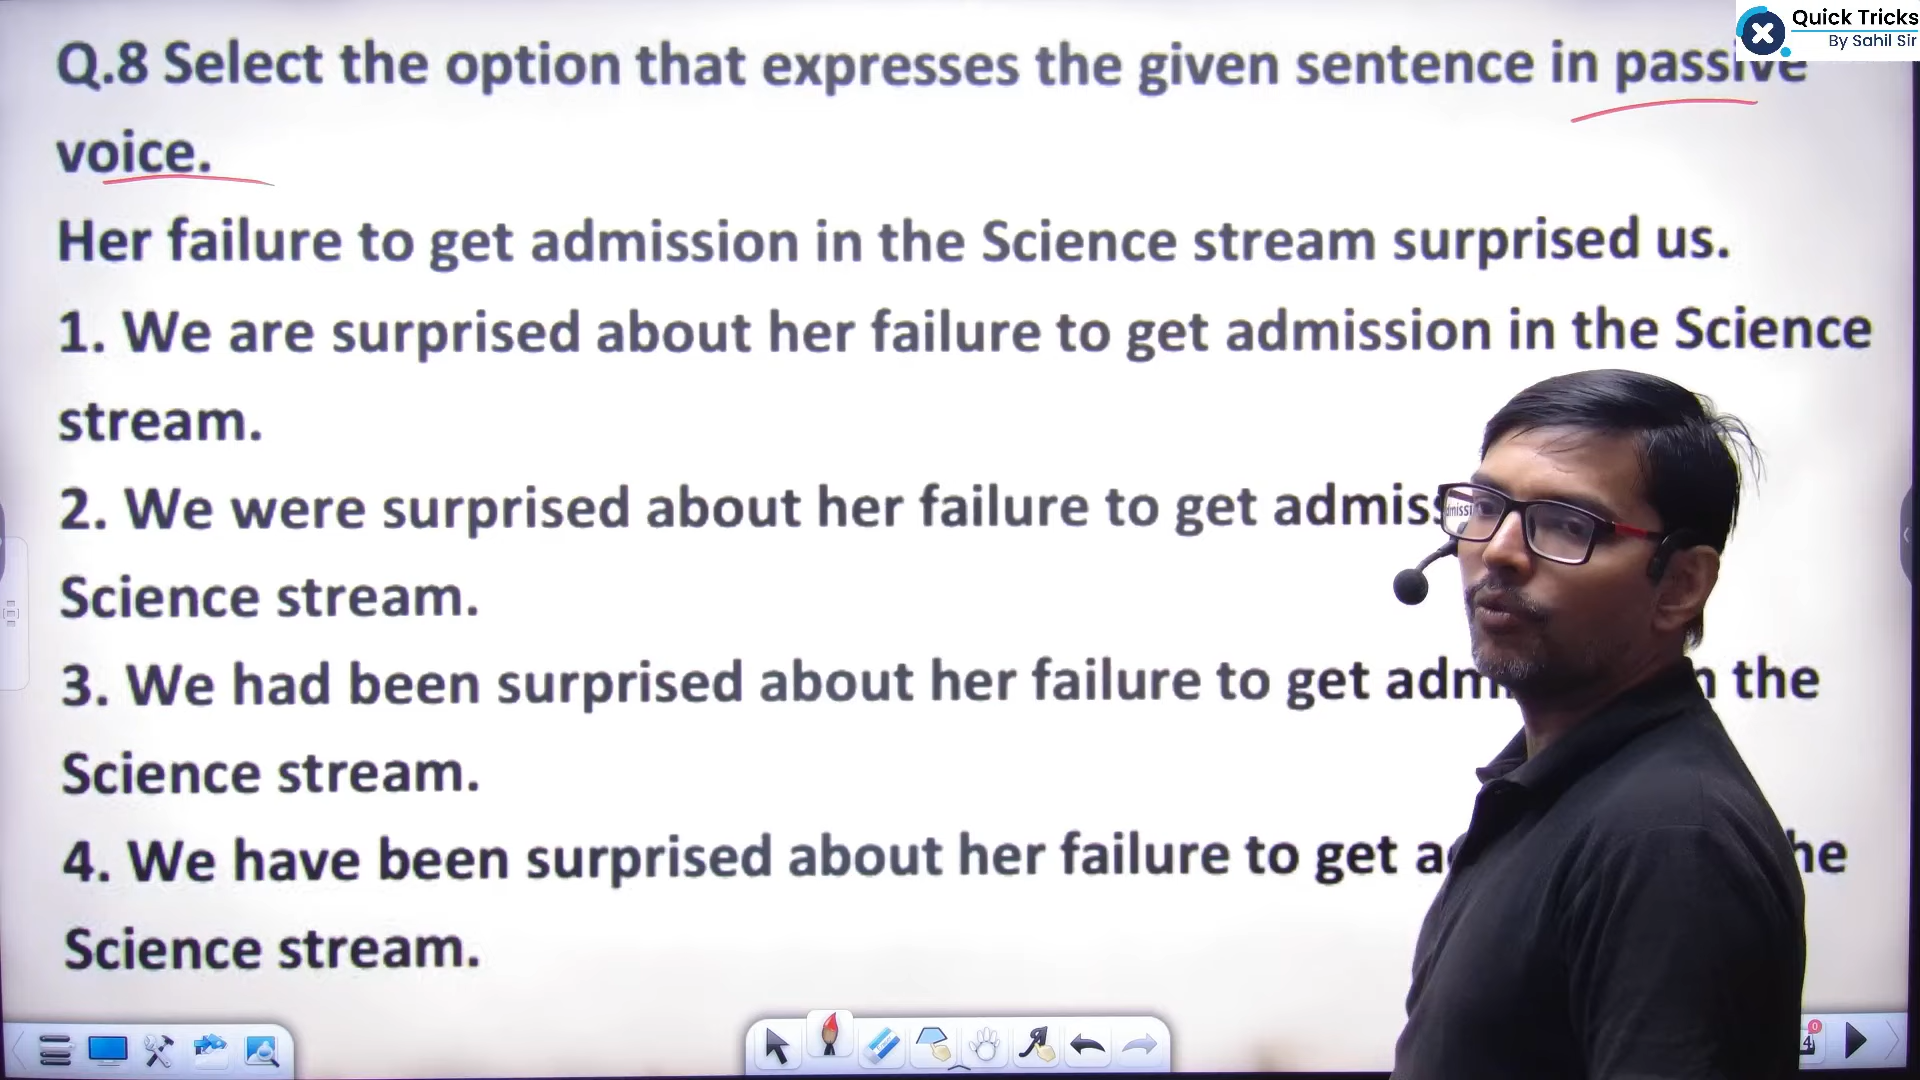 Quick Tricks
By Sahil Sir
Q.8 Select the option that expresses the given sentence in passive
voice.
Her failure to get admission in the Science stream surprised us.
1. We are surprised about her failure to get admission in the Science
stream.
2. We were surprised about her failure to get
Science stream.
3. We had been surprised about her failure to get the
Science stream.
4. We have been surprised about her failure to get
Science stream.